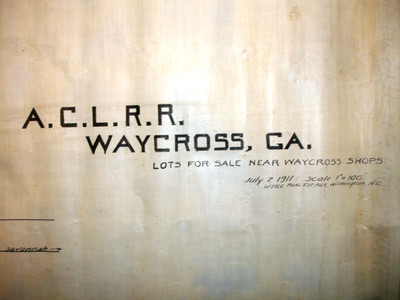 A.C.L.R.R.
WAYCROSS, GA.
LOTS FOR SALE NEAR WAYCROSS SHOPS
July 7, 1911. Scale 1"=100'
OFFICE REAL EST. AGT., Wilmington, N.C.
Savannah